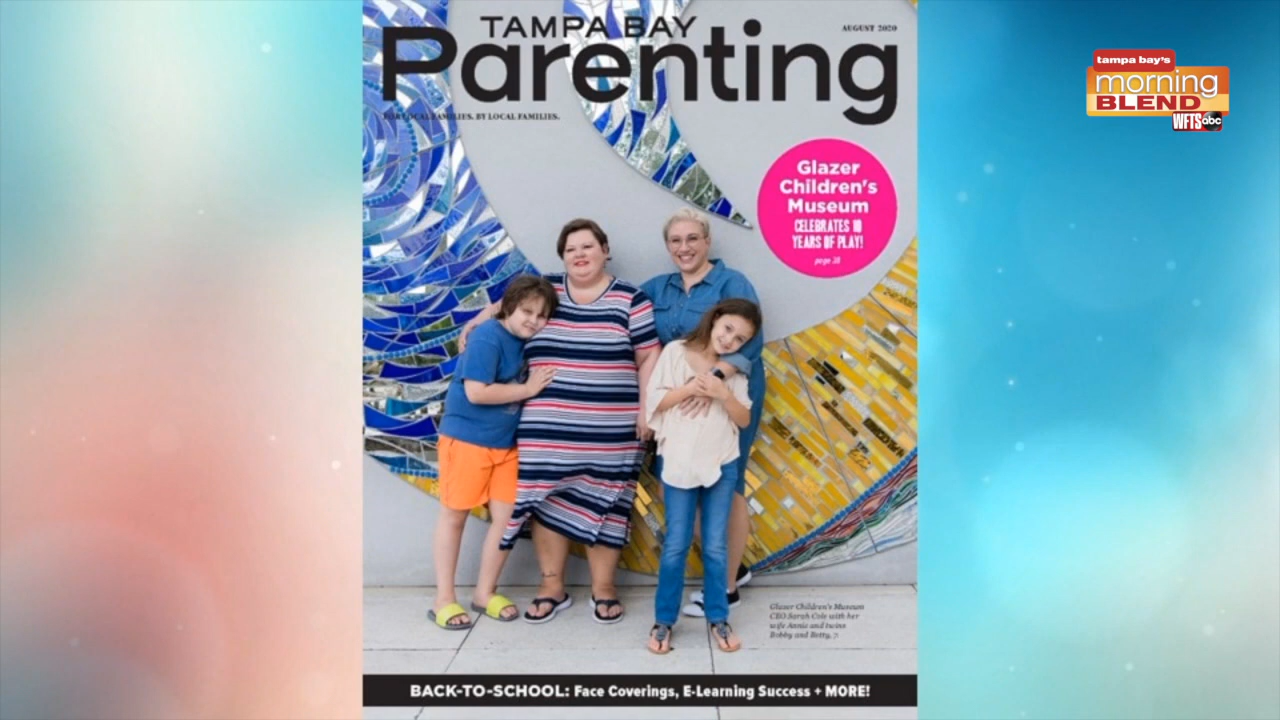 TAMPA BAY
Parenting
AUGUST 2020
FOR LOCAL FAMILIES. BY LOCAL FAMILIES.
tampa bay's
morning
BLEND
WFTS abc
Glazer
Children's
Museum
CELEBRATES 10
YEARS OF PLAY!
page 38
Glazer Children's Museum
CEO Sarah Cole with her
wife Annie and twins
Bobby and Betty, 7
BACK-TO-SCHOOL: Face Coverings, E-Learning Success + MORE!